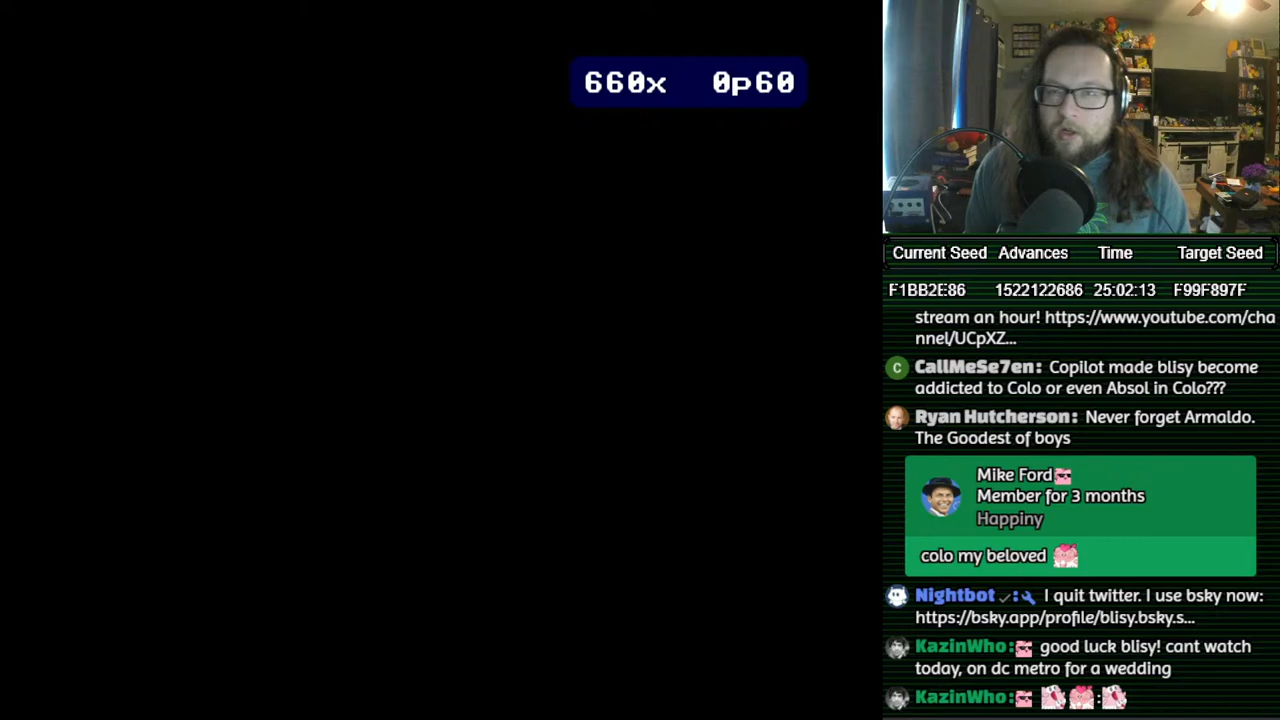 660x 0p60
Current Seed Advances Time Target Seed
F1BB2E86 1522122686 25:02:13 F99F897F
stream an hour! https://www.youtube.com/cha
nnel/UCpXZ...
C CallMeSe7en: Copilot made blisy become
addicted to Colo or even Absol in Colo???
Ryan Hutcherson: Never forget Armaldo.
The Goodest of boys
Mike Ford
Member for 3 months
Happiny
colo my beloved
Nightbot : I quit twitter. I use bsky now:
https://bsky.app/profile/blisy.bsky.s...
KazinWho: good luck blisy! cant watch
today, on dc metro for a wedding
KazinWho: :